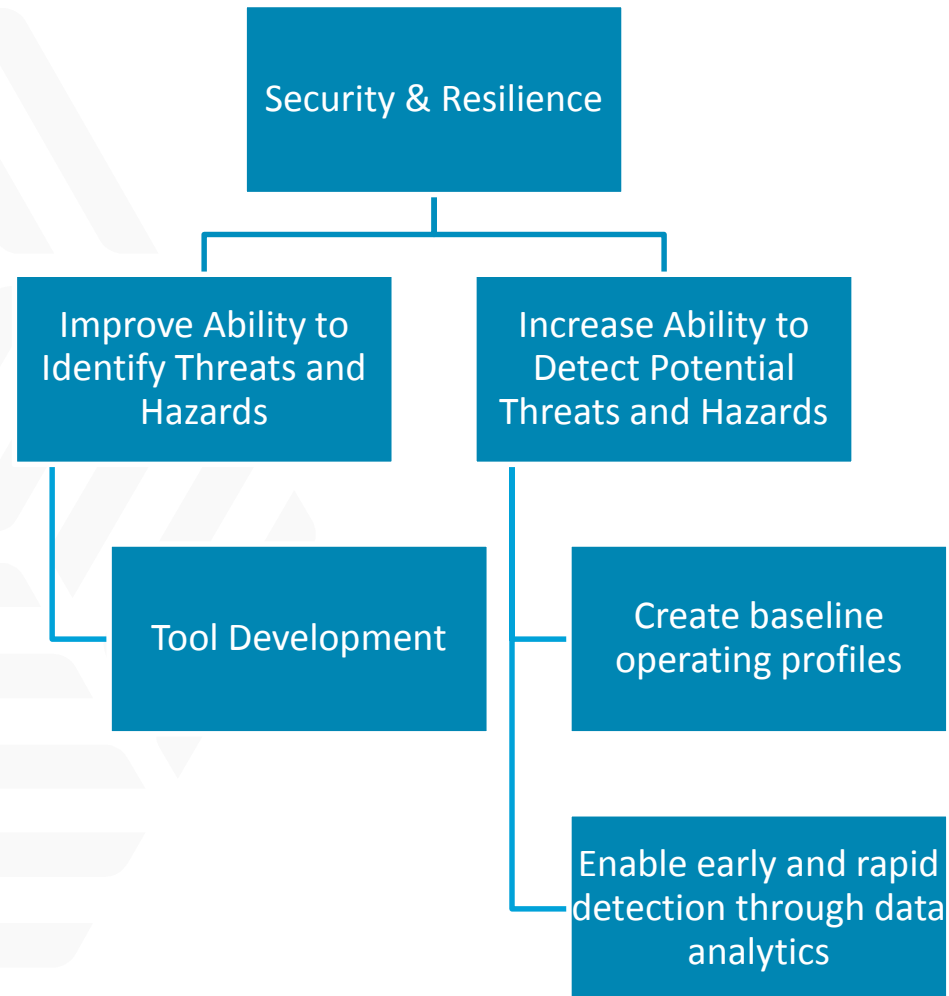 Security & Resilience
Improve Ability to
Identify Threats and
Hazards
Increase Ability to
Detect Potential
Threats and Hazards
Tool Development
Create baseline
operating profiles
Enable early and rapid
detection through data
analytics